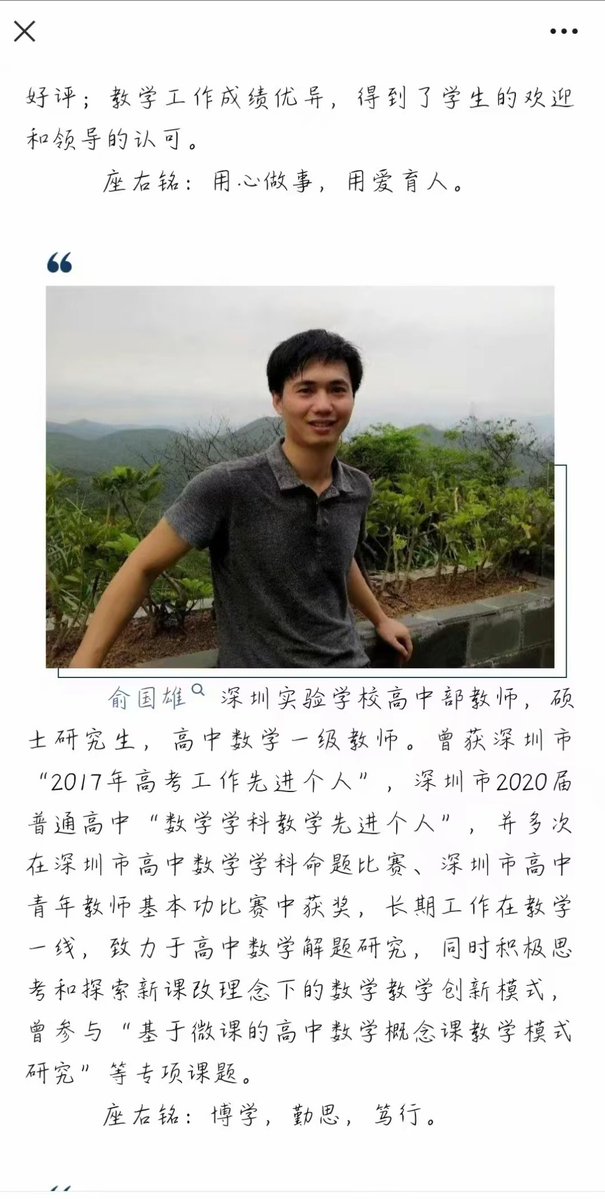 好评；教学工作成绩优异，得到了学生的欢迎
和领导的认可。
座右铭：用心做事，用爱育人。
“
俞国雄 深圳实验学校高中部教师，硕
士研究生，高中数学一级教师。曾获深圳市
“2017年高考工作先进个人”，深圳市2020届
普通高中“数学学科教学先进个人”，并多次
在深圳市高中数学学科命题比赛、深圳市高中
青年教师基本功比赛中获奖，长期工作在教学
一线，致力于高中数学解题研究，同时积极思
考和探索新课改理念下的数学教学创新模式，
曾参与“基于微课的高中数学概念课教学模式
研究”等专项课题。
座右铭：博学，勤思，笃行。